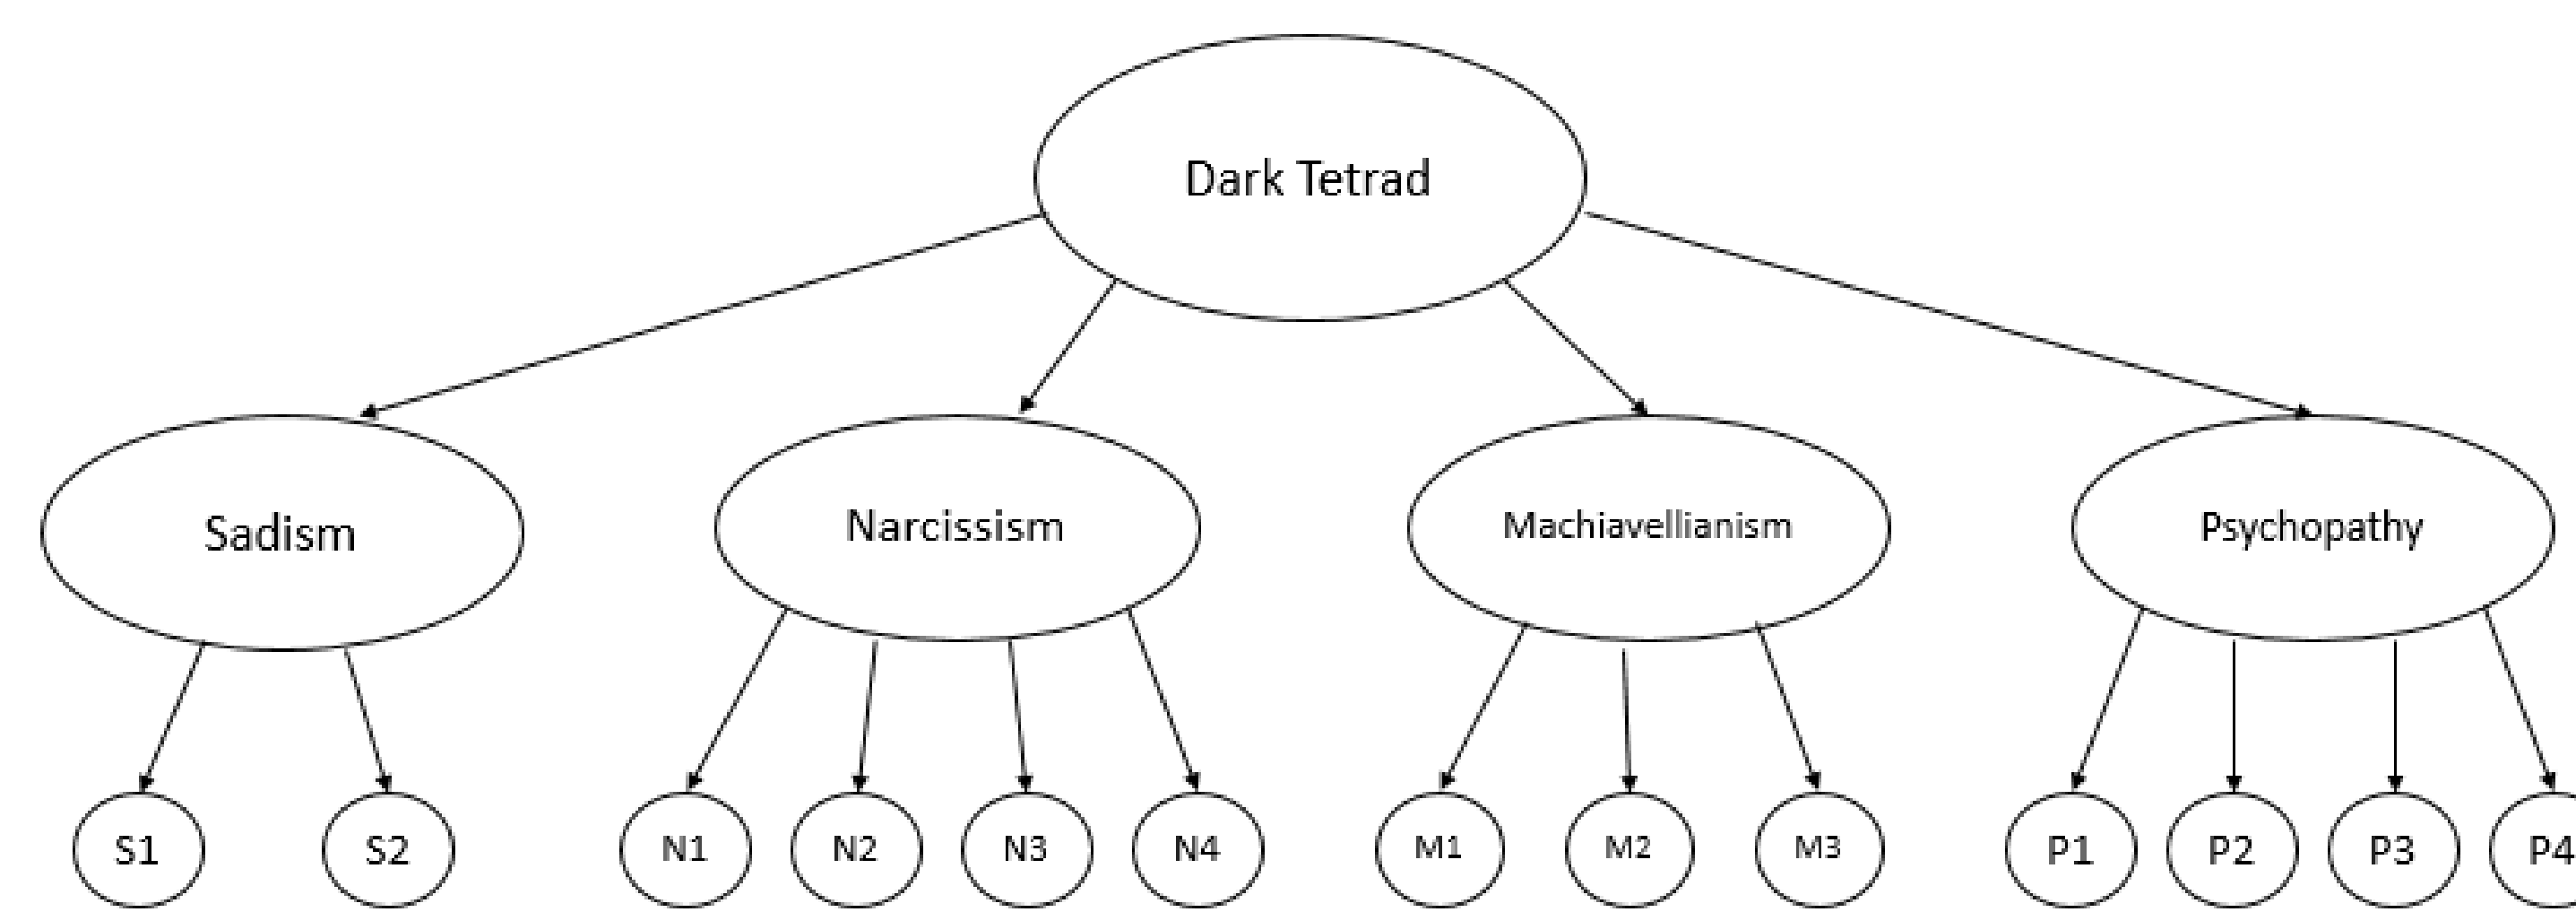 Dark Tetrad
Sadism
Narcissism
Machiavellianism
Psychopathy
S1
S2
N1
N2
N3
N4
M1
M2
M3
P1
P2
P3
P4